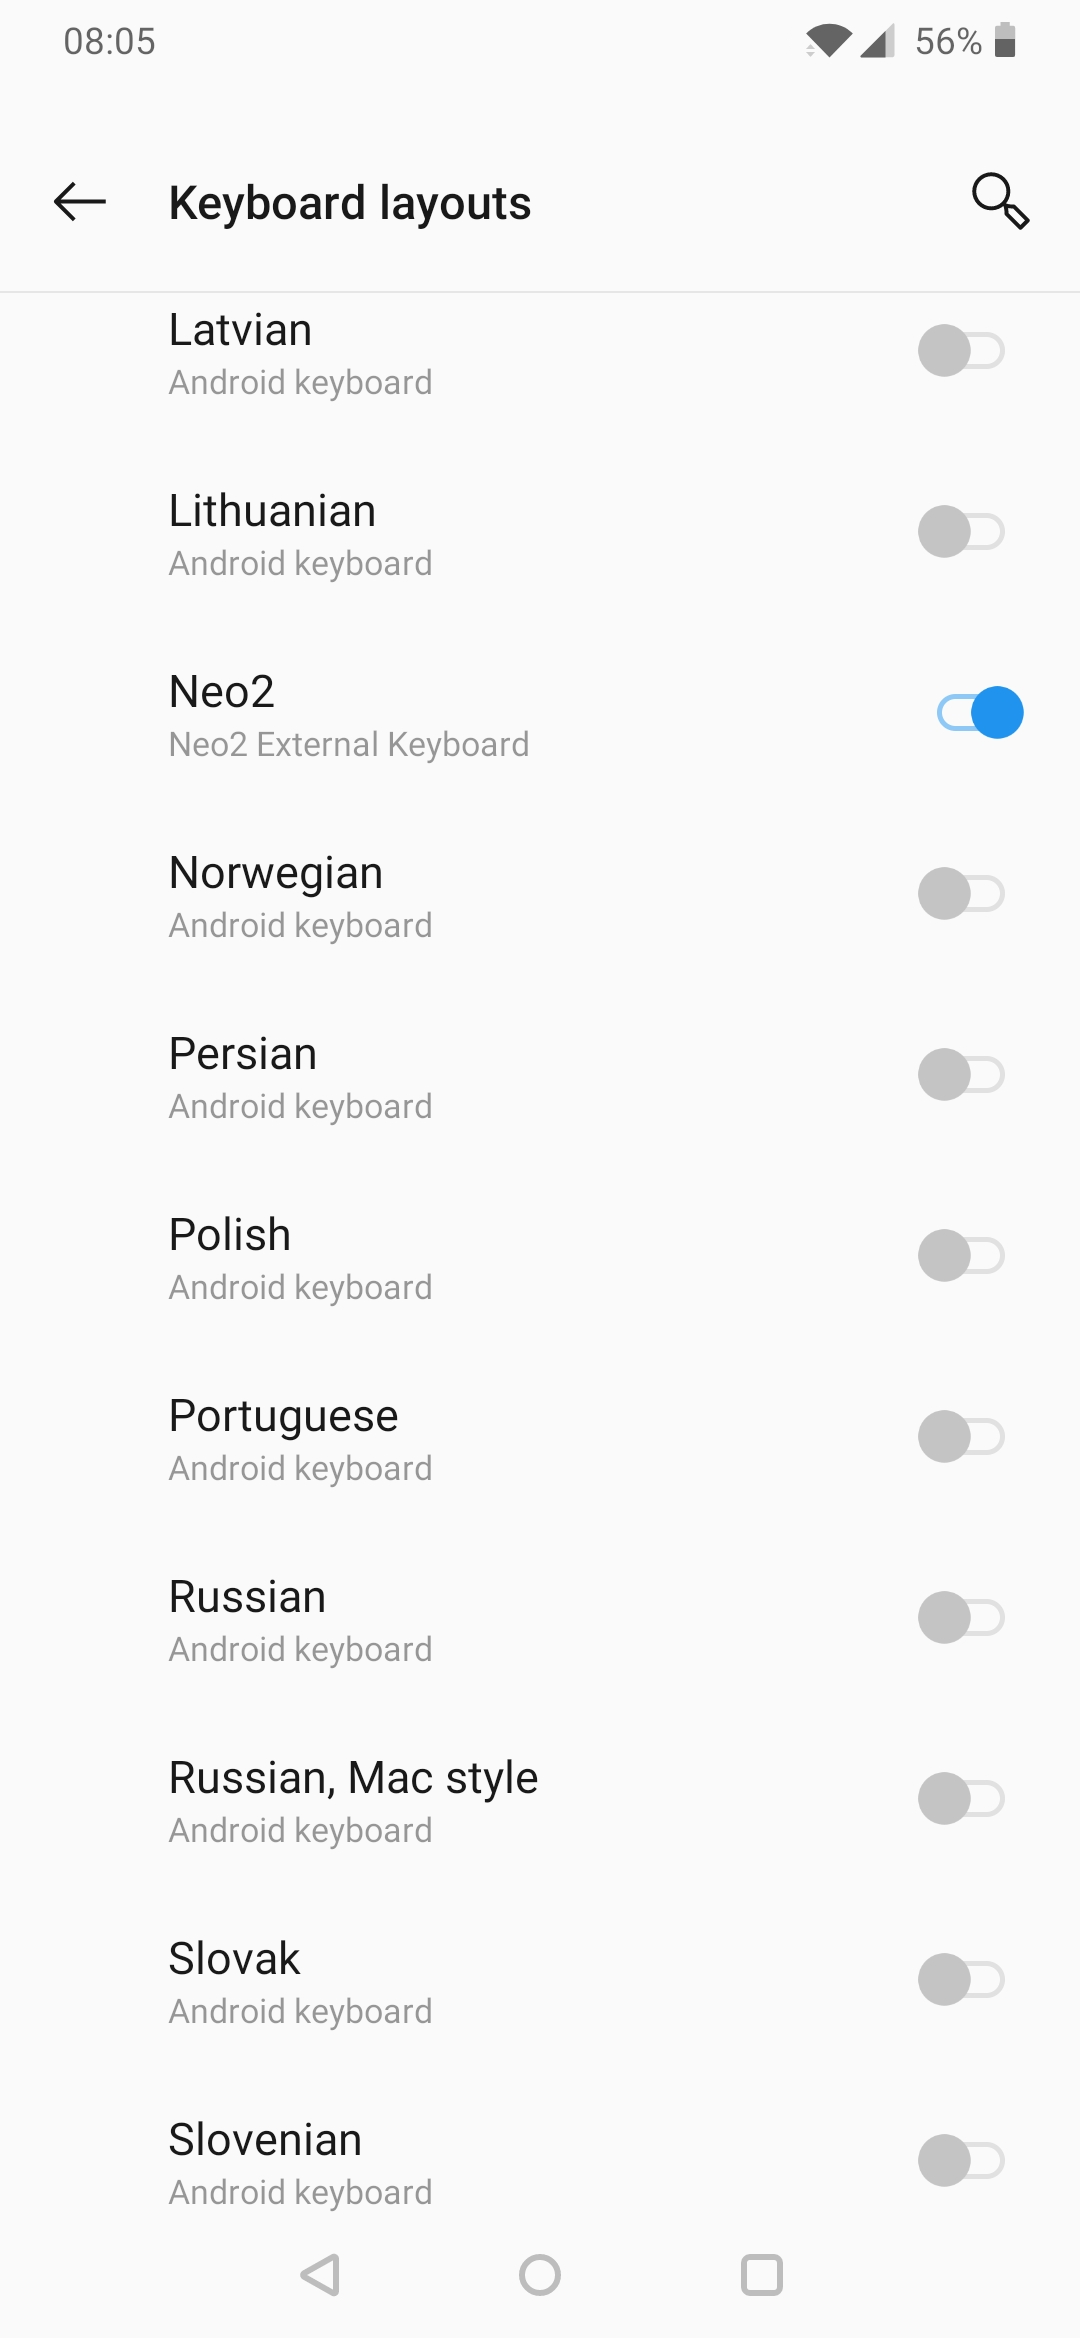 08:05
56%
Keyboard layouts
Latvian
Android keyboard
Lithuanian
Android keyboard
Neo2
Neo2 External Keyboard
Norwegian
Android keyboard
Persian
Android keyboard
Polish
Android keyboard
Portuguese
Android keyboard
Russian
Android keyboard
Russian, Mac style
Android keyboard
Slovak
Android keyboard
Slovenian
Android keyboard